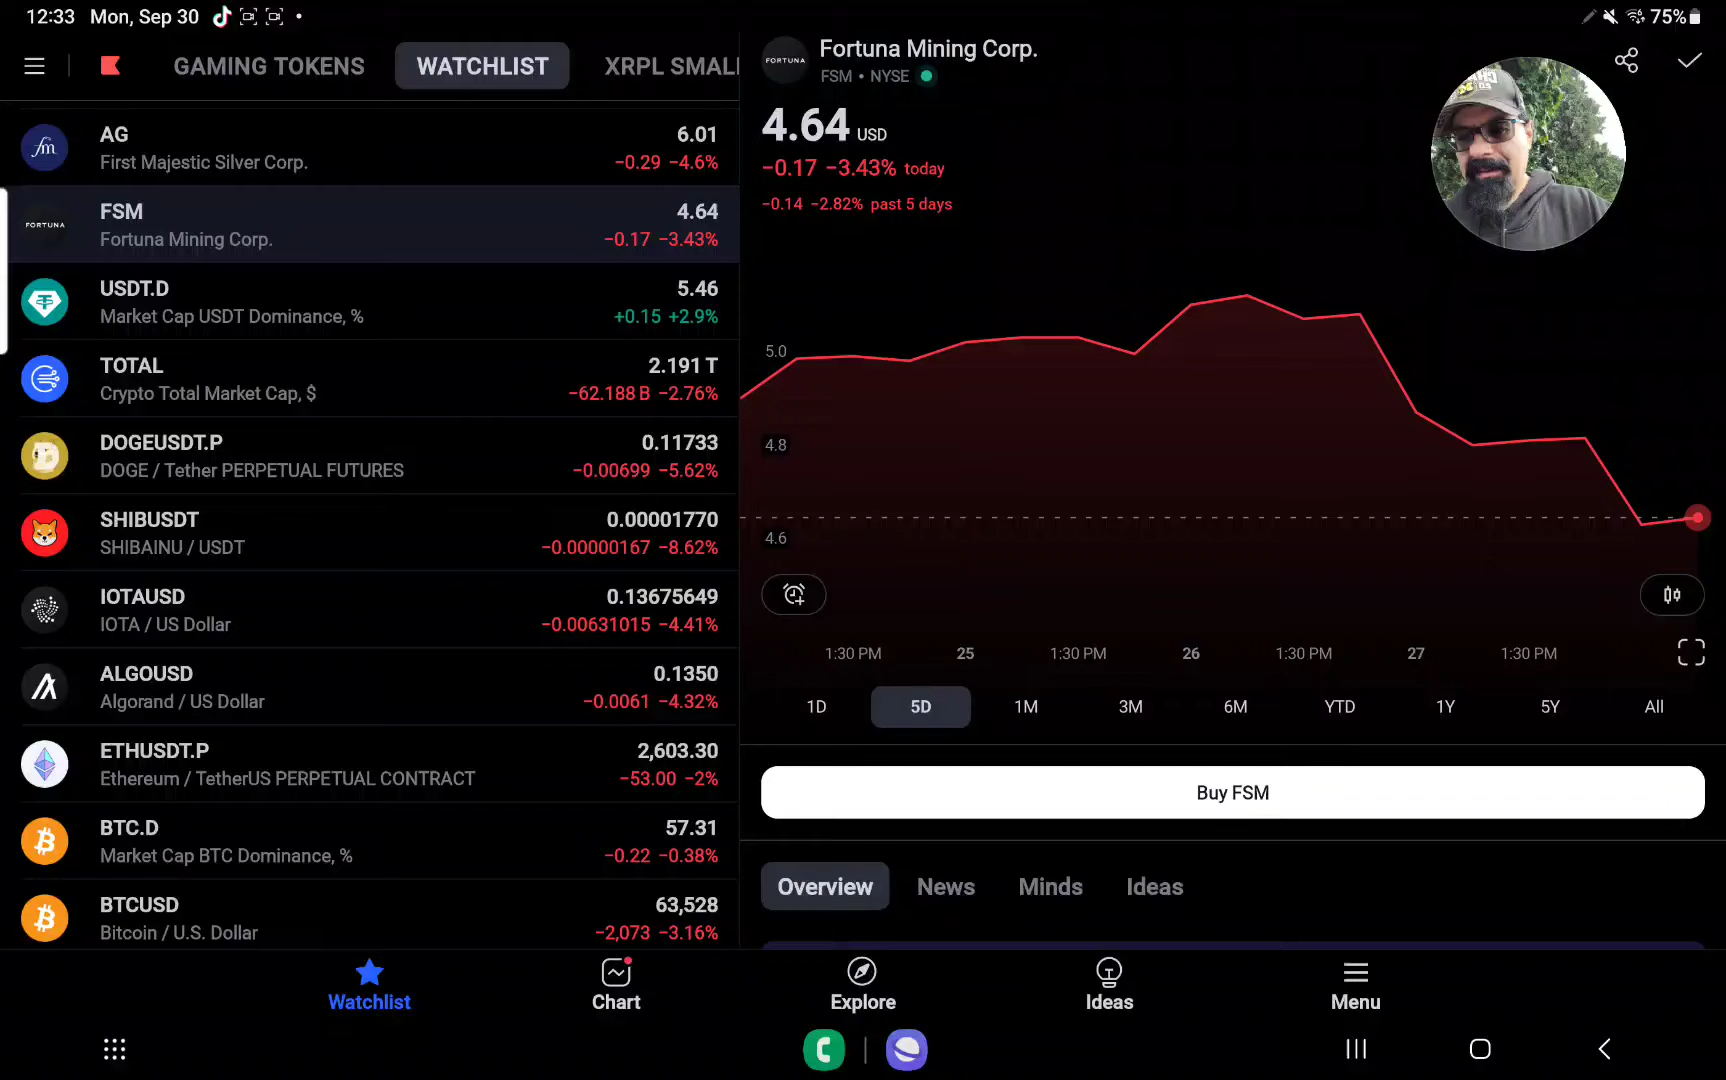 12:33 Mon, Sep 30
75%
GAMING TOKENS
WATCHLIST
XRPL SMALL
AG
6.01
First Majestic Silver Corp.
−0.29 −4.6%
FORTUNA
FSM
4.64
Fortuna Mining Corp.
−0.17 −3.43%
USDT.D
5.46
Market Cap USDT Dominance, %
+0.15 +2.9%
TOTAL
2.191 T
Crypto Total Market Cap, $
−62.188 B −2.76%
DOGEUSDT.P
0.11733
DOGE / Tether PERPETUAL FUTURES
−0.00699 −5.62%
SHIBUSDT
0.00001770
SHIBAINU / USDT
−0.00000167 −8.62%
IOTAUSD
0.13675649
IOTA / US Dollar
−0.00631015 −4.41%
ALGOUSD
0.1350
Algorand / US Dollar
−0.0061 −4.32%
ETHUSDT.P
2,603.30
Ethereum / TetherUS PERPETUAL CONTRACT
−53.00 −2%
BTC.D
57.31
Market Cap BTC Dominance, %
−0.22 −0.38%
BTCUSD
63,528
Bitcoin / U.S. Dollar
−2,073 −3.16%
FORTUNA
Fortuna Mining Corp.
FSM • NYSE
4.64 USD
−0.17 −3.43% today
−0.14 −2.82% past 5 days
5.0
4.8
4.6
1:30 PM 25 1:30 PM 26 1:30 PM 27 1:30 PM
1D 5D 1M 3M 6M YTD 1Y 5Y All
Buy FSM
Overview News Minds Ideas
Watchlist Chart Explore Ideas Menu